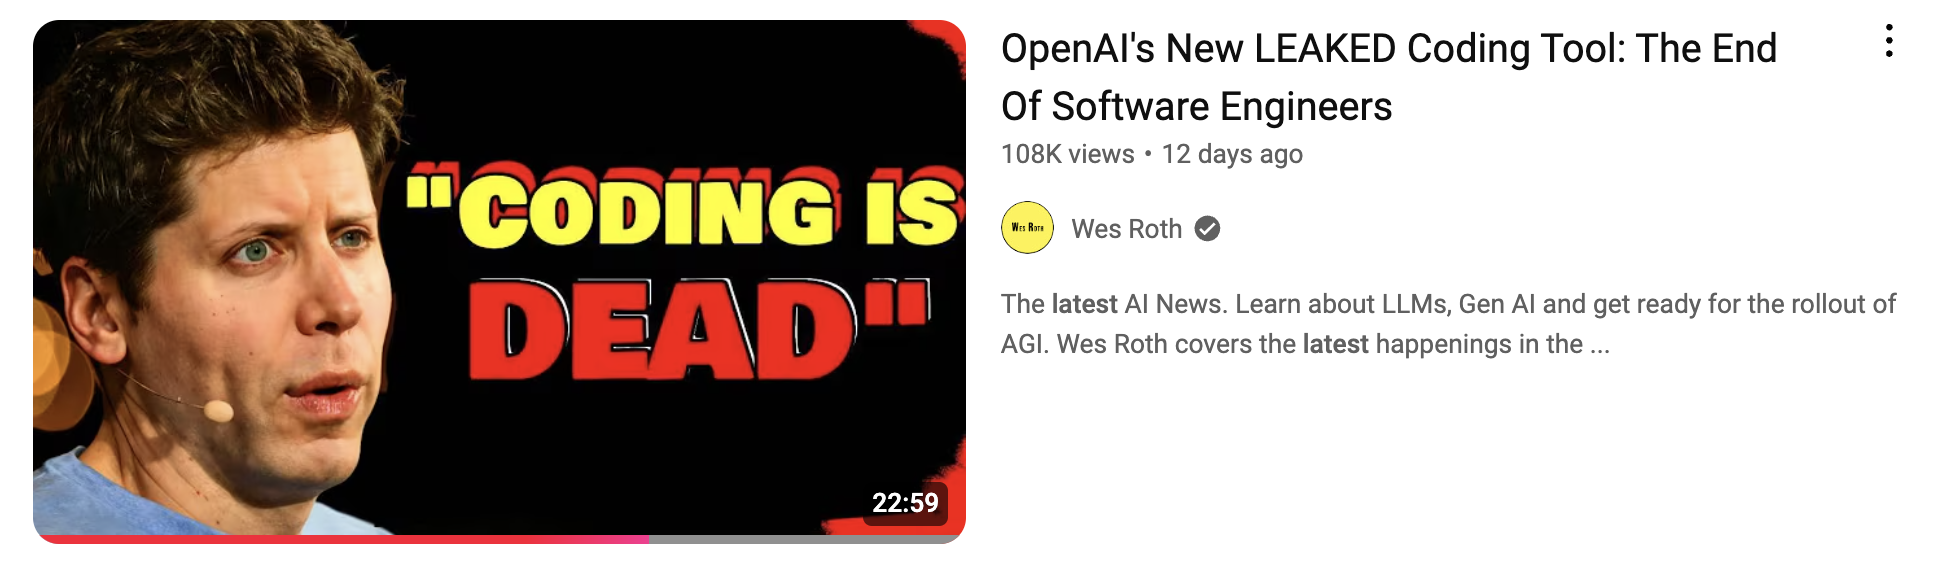 "CODING IS
DEAD"
22:59
OpenAI's New LEAKED Coding Tool: The End
Of Software Engineers
108K views • 12 days ago
WES ROTH
Wes Roth
The latest AI News. Learn about LLMs, Gen AI and get ready for the rollout of
AGI. Wes Roth covers the latest happenings in the ...